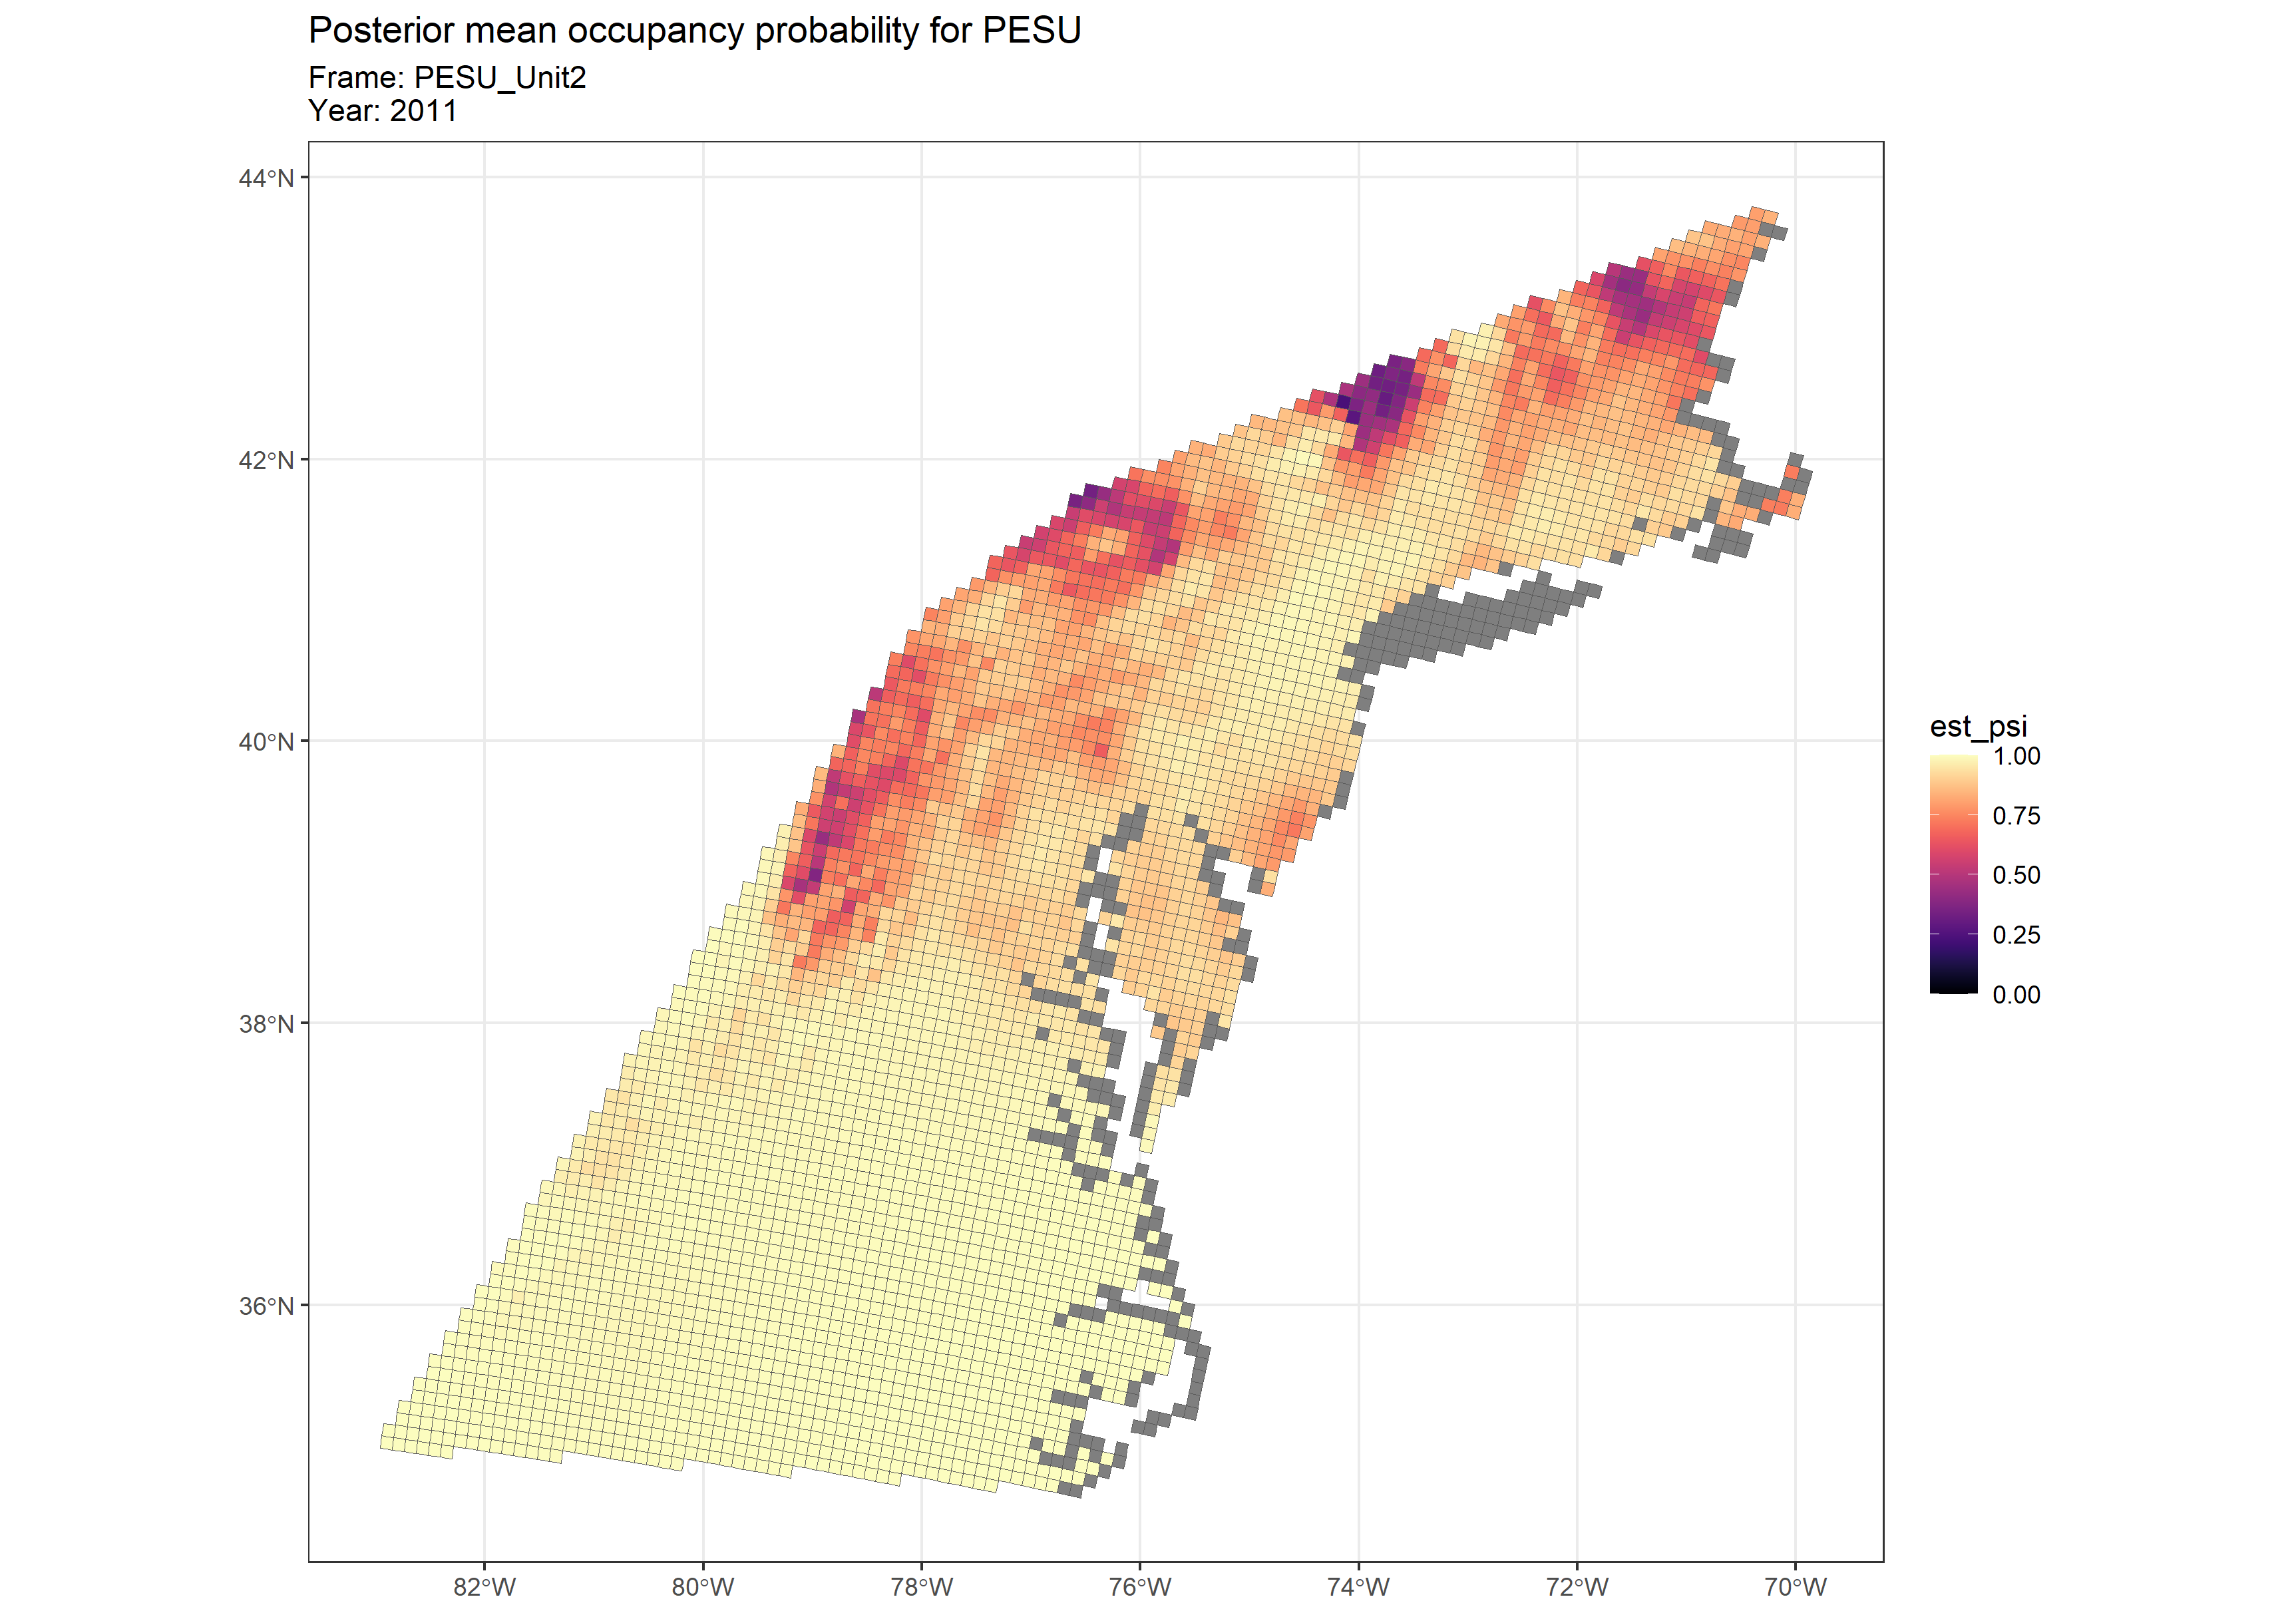 Posterior mean occupancy probability for PESU
Frame: PESU_Unit2
Year: 2011
44°N
42°N
40°N
38°N
36°N
82°W
80°W
78°W
76°W
74°W
72°W
70°W
est_psi
1.00
0.75
0.50
0.25
0.00